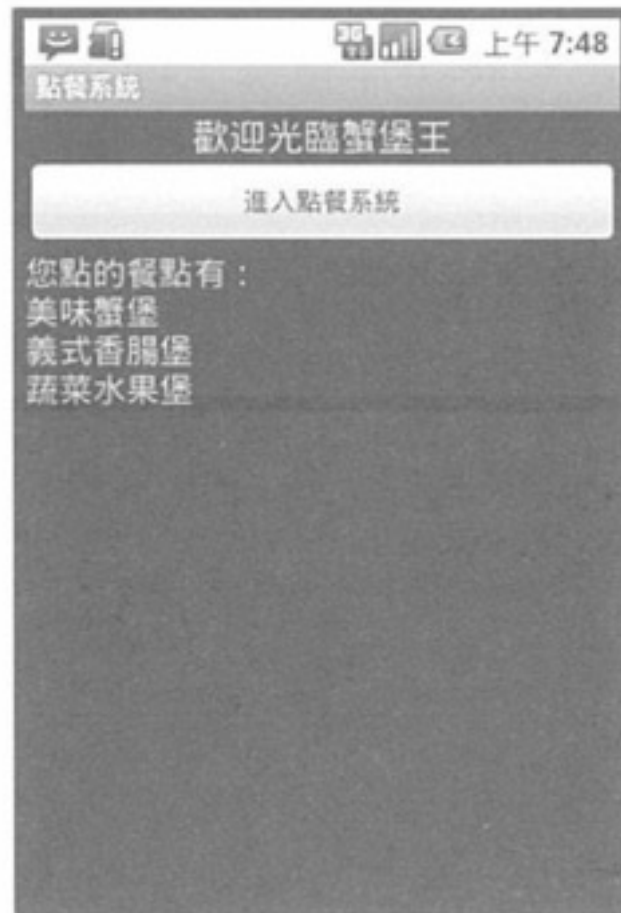 上午 7:48
點餐系統
歡迎光臨蟹堡王
進入點餐系統
您點的餐點有：
美味蟹堡
義式香腸堡
蔬菜水果堡